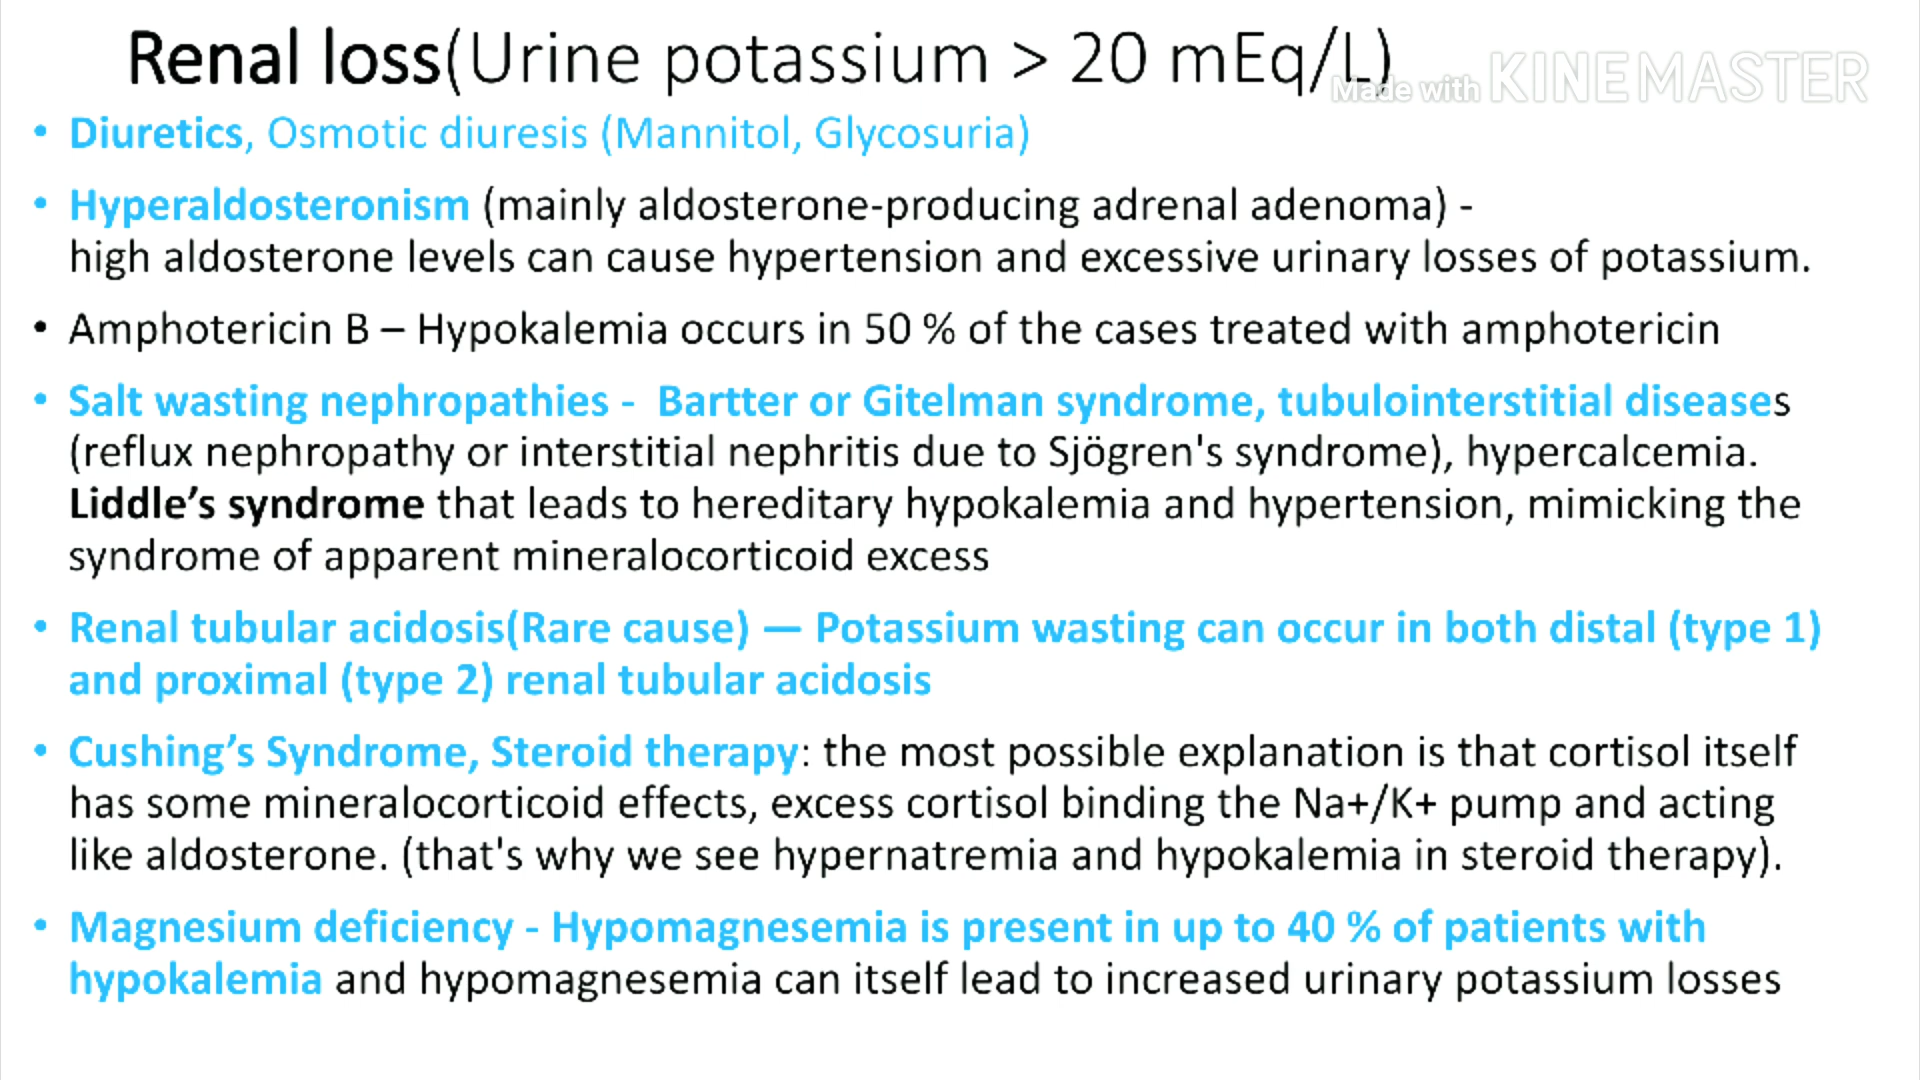 Renal loss(Urine potassium > 20 mEq/L)
Made with KINEMASTER
• Diuretics, Osmotic diuresis (Mannitol, Glycosuria)
• Hyperaldosteronism (mainly aldosterone-producing adrenal adenoma) -
high aldosterone levels can cause hypertension and excessive urinary losses of potassium.
• Amphotericin B – Hypokalemia occurs in 50 % of the cases treated with amphotericin
• Salt wasting nephropathies - Bartter or Gitelman syndrome, tubulointerstitial diseases
(reflux nephropathy or interstitial nephritis due to Sjögren's syndrome), hypercalcemia.
Liddle’s syndrome that leads to hereditary hypokalemia and hypertension, mimicking the
syndrome of apparent mineralocorticoid excess
• Renal tubular acidosis(Rare cause) — Potassium wasting can occur in both distal (type 1)
and proximal (type 2) renal tubular acidosis
• Cushing’s Syndrome, Steroid therapy: the most possible explanation is that cortisol itself
has some mineralocorticoid effects, excess cortisol binding the Na+/K+ pump and acting
like aldosterone. (that's why we see hypernatremia and hypokalemia in steroid therapy).
• Magnesium deficiency - Hypomagnesemia is present in up to 40 % of patients with
hypokalemia and hypomagnesemia can itself lead to increased urinary potassium losses